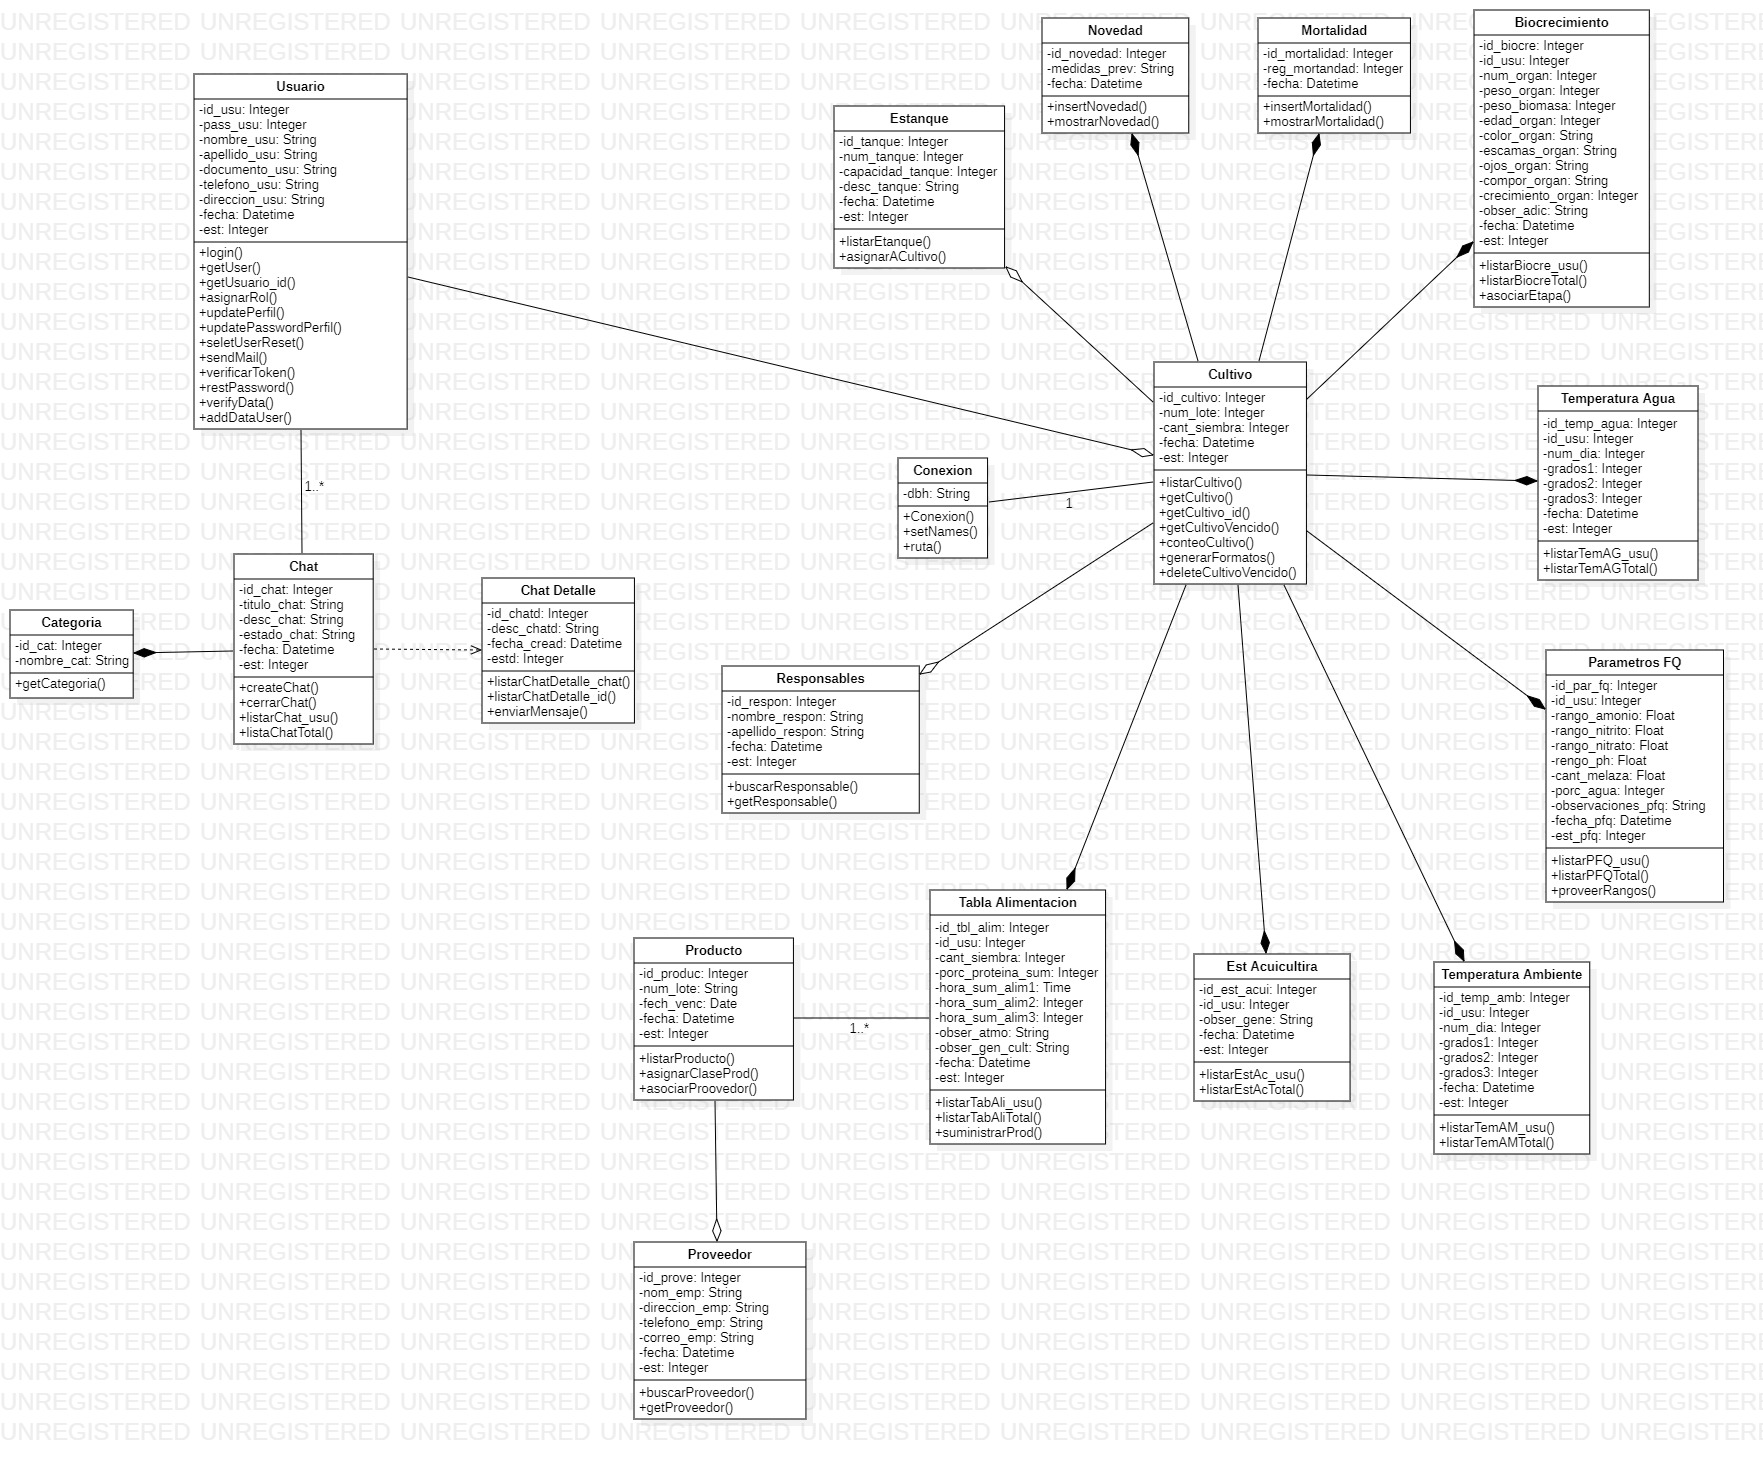 Usuario
-id_usu: Integer
-pass_usu: Integer
-nombre_usu: String
-apellido_usu: String
-documento_usu: String
-telefono_usu: String
-direccion_usu: String
-fecha: Datetime
-est: Integer
+login()
+getUser()
+getUsuario_id()
+asignarRol()
+updatePerfil()
+updatePasswordPerfil()
+seletUserReset()
+sendMail()
+verificarToken()
+restPassword()
+verifyData()
+addDataUser()
1..*
Estanque
-id_tanque: Integer
-num_tanque: Integer
-capacidad_tanque: Integer
-desc_tanque: String
-fecha: Datetime
-est: Integer
+listarEtanque()
+asignarACultivo()
Novedad
-id_novedad: Integer
-medidas_prev: String
-fecha: Datetime
+insertNovedad()
+mostrarNovedad()
Mortalidad
-id_mortalidad: Integer
-reg_mortandad: Integer
-fecha: Datetime
+insertMortalidad()
+mostrarMortalidad()
Biocrecimiento
-id_biocre: Integer
-id_usu: Integer
-num_organ: Integer
-peso_organ: Integer
-peso_biomasa: Integer
-edad_organ: Integer
-color_organ: String
-escamas_organ: String
-ojos_organ: String
-compor_organ: String
-crecimiento_organ: Integer
-obser_adic: String
-fecha: Datetime
-est: Integer
+listarBiocre_usu()
+listarBiocreTotal()
+asociarEtapa()
Cultivo
-id_cultivo: Integer
-num_lote: Integer
-cant_siembra: Integer
-fecha: Datetime
-est: Integer
+listarCultivo()
+getCultivo()
+getCultivo_id()
+getCultivoVencido()
+conteoCultivo()
+generarFormatos()
+deleteCultivoVencido()
Temperatura Agua
-id_temp_agua: Integer
-id_usu: Integer
-num_dia: Integer
-grados1: Integer
-grados2: Integer
-grados3: Integer
-fecha: Datetime
-est: Integer
+listarTemAG_usu()
+listarTemAGTotal()
Conexion
-dbh: String
+Conexion()
+setNames()
+ruta()
1
Categoria
-id_cat: Integer
-nombre_cat: String
+getCategoria()
Chat
-id_chat: Integer
-titulo_chat: String
-desc_chat: String
-estado_chat: String
-fecha: Datetime
-est: Integer
+createChat()
+cerrarChat()
+listarChat_usu()
+listaChatTotal()
Chat Detalle
-id_chatd: Integer
-desc_chatd: String
-fecha_cread: Datetime
-estd: Integer
+listarChatDetalle_chat()
+listarChatDetalle_id()
+enviarMensaje()
Responsables
-id_respon: Integer
-nombre_respon: String
-apellido_respon: String
-fecha: Datetime
-est: Integer
+buscarResponsable()
+getResponsable()
Parametros FQ
-id_par_fq: Integer
-id_usu: Integer
-rango_amonio: Float
-rango_nitrito: Float
-rango_nitrato: Float
-rengo_ph: Float
-cant_melaza: Float
-porc_agua: Integer
-observaciones_pfq: String
-fecha_pfq: Datetime
-est_pfq: Integer
+listarPFQ_usu()
+listarPFQTotal()
+proveerRangos()
Producto
-id_produc: Integer
-num_lote: String
-fech_venc: Date
-fecha: Datetime
-est: Integer
+listarProducto()
+asignarClaseProd()
+asociarProovedor()
1..*
Tabla Alimentacion
-id_tbl_alim: Integer
-id_usu: Integer
-cant_siembra: Integer
-porc_proteina_sum: Integer
-hora_sum_alim1: Time
-hora_sum_alim2: Integer
-hora_sum_alim3: Integer
-obser_atmo: String
-obser_gen_cult: String
-fecha: Datetime
-est: Integer
+listarTabAli_usu()
+listarTabAliTotal()
+suministrarProd()
Est Acuicultira
-id_est_acui: Integer
-id_usu: Integer
-obser_gene: String
-fecha: Datetime
-est: Integer
+listarEstAc_usu()
+listarEstAcTotal()
Temperatura Ambiente
-id_temp_amb: Integer
-id_usu: Integer
-num_dia: Integer
-grados1: Integer
-grados2: Integer
-grados3: Integer
-fecha: Datetime
-est: Integer
+listarTemAM_usu()
+listarTemAMTotal()
Proveedor
-id_prove: Integer
-nom_emp: String
-direccion_emp: String
-telefono_emp: String
-correo_emp: String
-fecha: Datetime
-est: Integer
+buscarProveedor()
+getProveedor()
UNREGISTERED